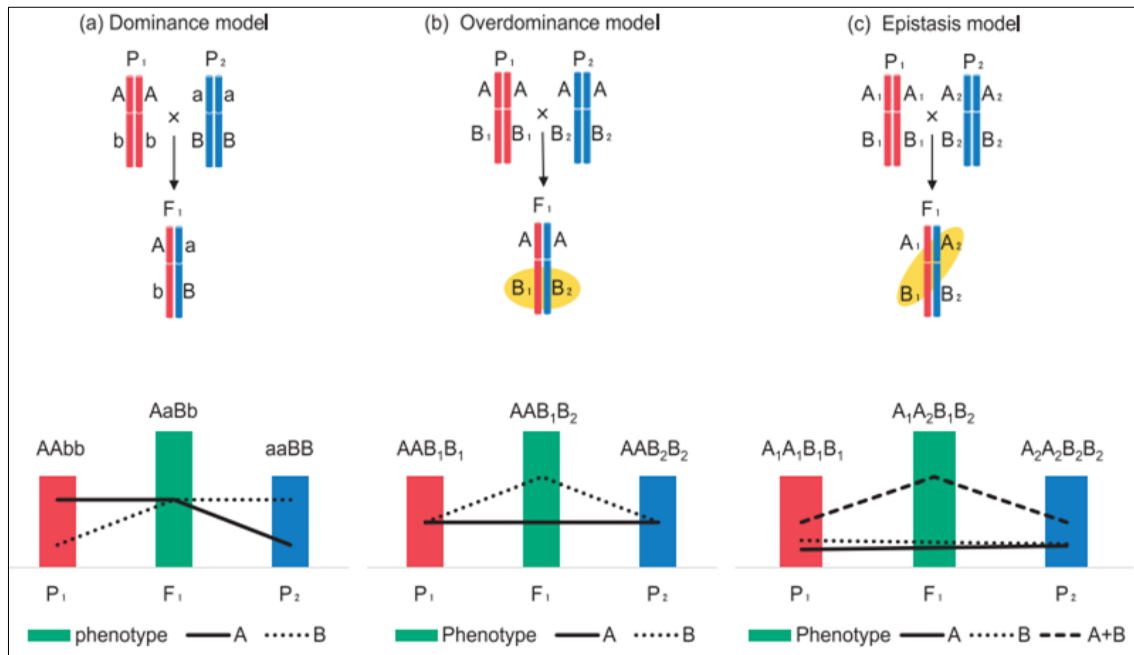 (a) Dominance model
P₁ P₂
A A a a
×
b b B B
F₁
A a
b B
AaBb
AAbb aaBB
P₁ F₁ P₂
phenotype A B
(b) Overdominance model
P₁ P₂
A A A A
×
B₁ B₁ B₂ B₂
F₁
A A
B₁ B₂
AAB₁B₂
AAB₁B₁ AAB₂B₂
P₁ F₁ P₂
Phenotype A B
(c) Epistasis model
P₁ P₂
A₁ A₁ A₂ A₂
×
B₁ B₁ B₂ B₂
F₁
A₁ A₂
B₁ B₂
A₁A₂B₁B₂
A₁A₁B₁B₁ A₂A₂B₂B₂
P₁ F₁ P₂
Phenotype A B A+B